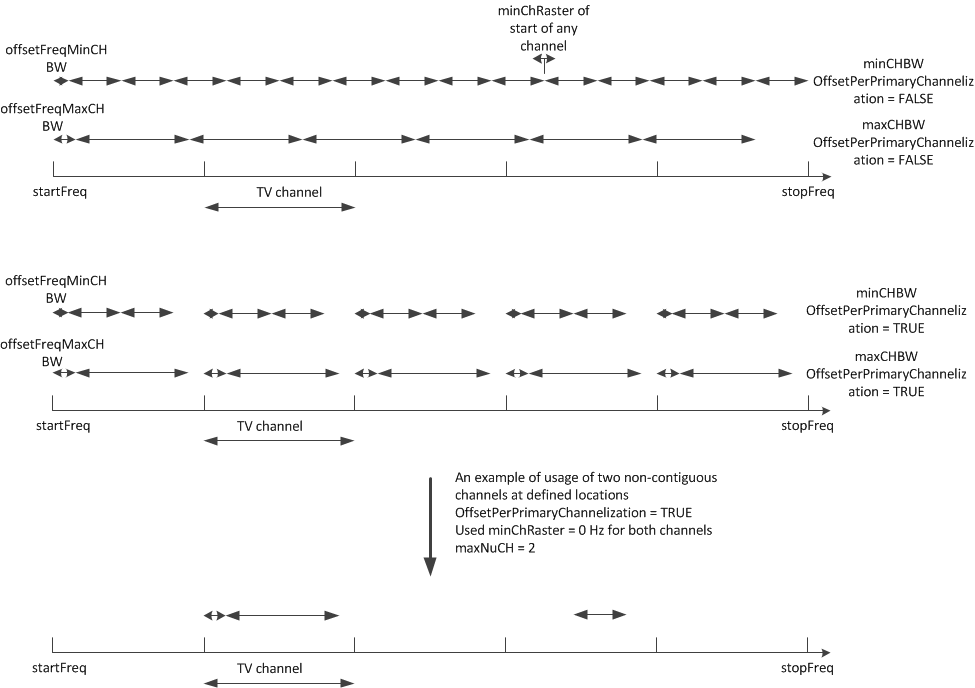 minChRaster of
start of any
channel
offsetFreqMinCH
BW
minCHBW
OffsetPerPrimaryChanneliz
ation = FALSE
offsetFreqMaxCH
BW
maxCHBW
OffsetPerPrimaryChanneliz
ation = FALSE
startFreq
TV channel
stopFreq
offsetFreqMinCH
BW
minCHBW
OffsetPerPrimaryChanneliz
ation = TRUE
offsetFreqMaxCH
BW
maxCHBW
OffsetPerPrimaryChanneliz
ation = TRUE
startFreq
TV channel
stopFreq
An example of usage of two non-contiguous
channels at defined locations
OffsetPerPrimaryChannelization = TRUE
Used minChRaster = 0 Hz for both channels
maxNuCH = 2
startFreq
TV channel
stopFreq